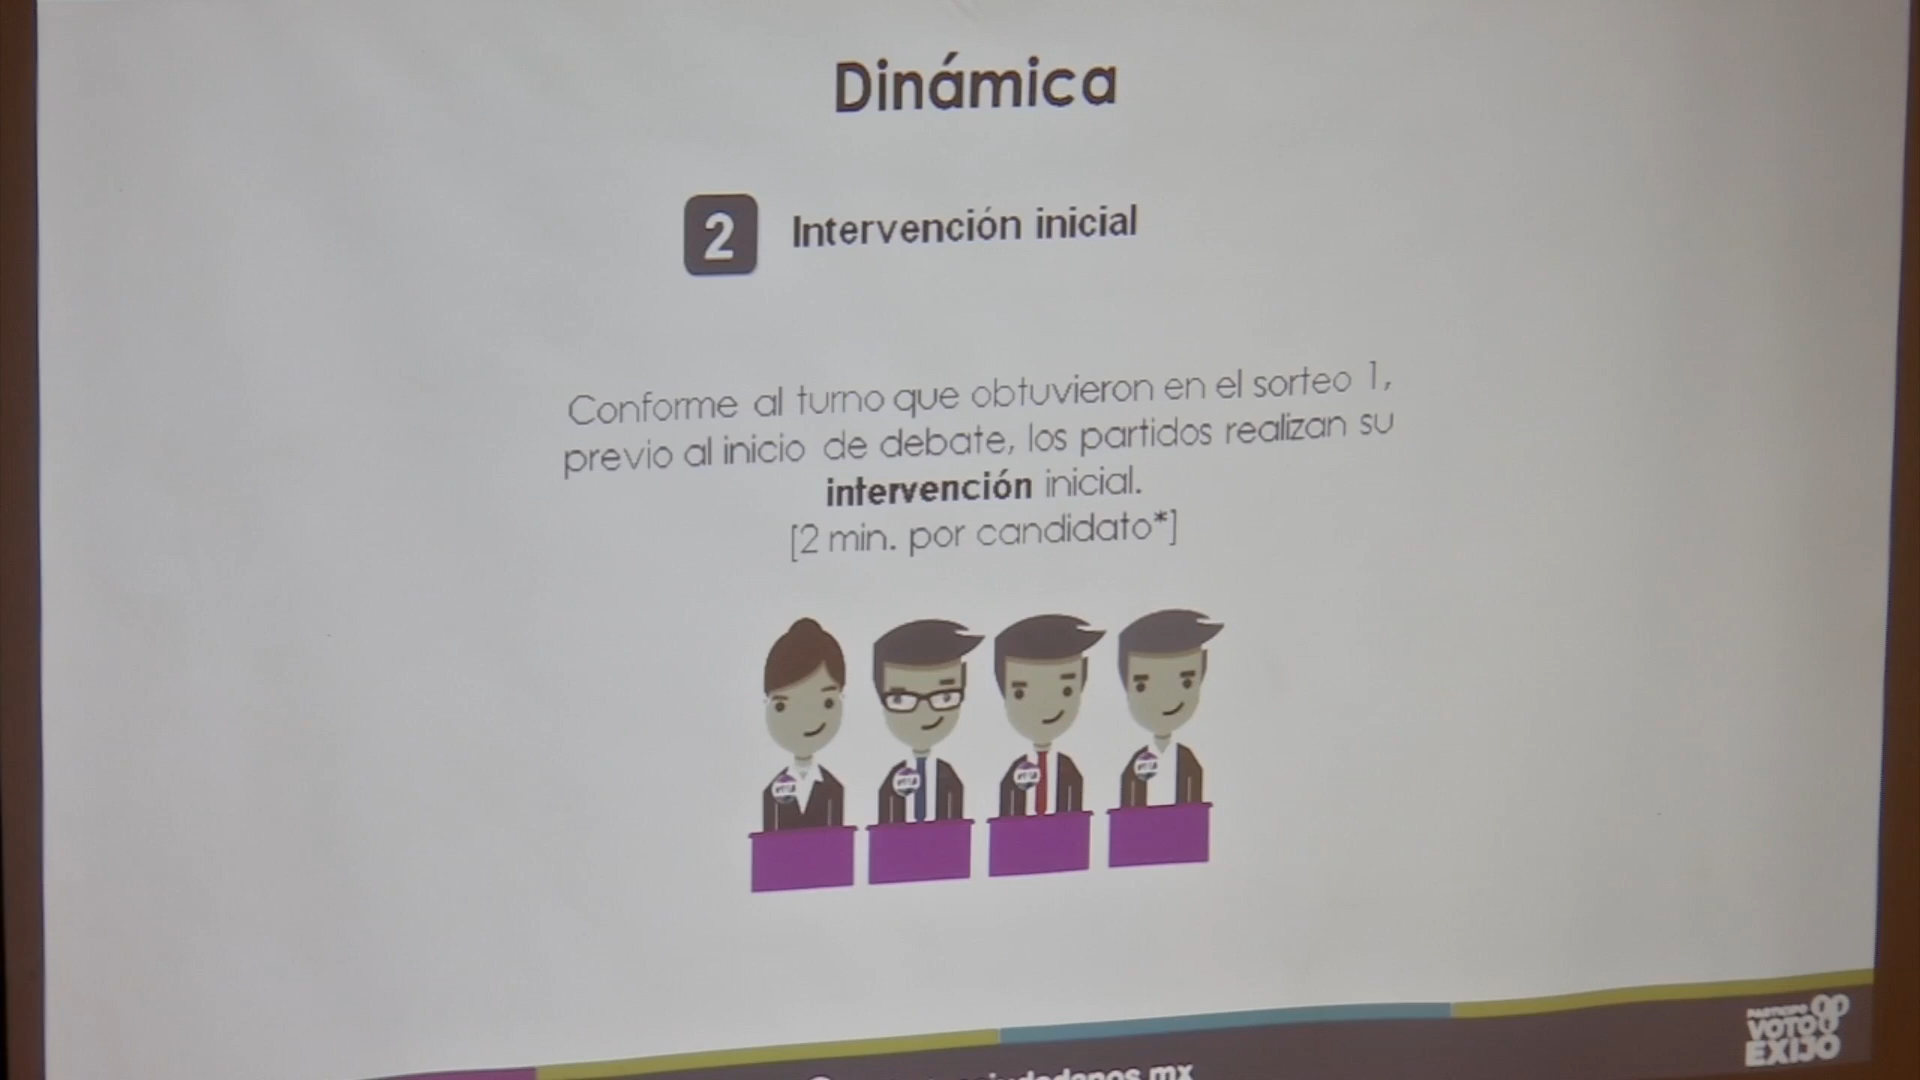 Dinámica
2 Intervención inicial
Conforme al turno que obtuvieron en el sorteo 1,
previo al inicio de debate, los partidos realizan su
intervención inicial.
[2 min. por candidato*]
PARTICIPO
VOTO
EXIJO